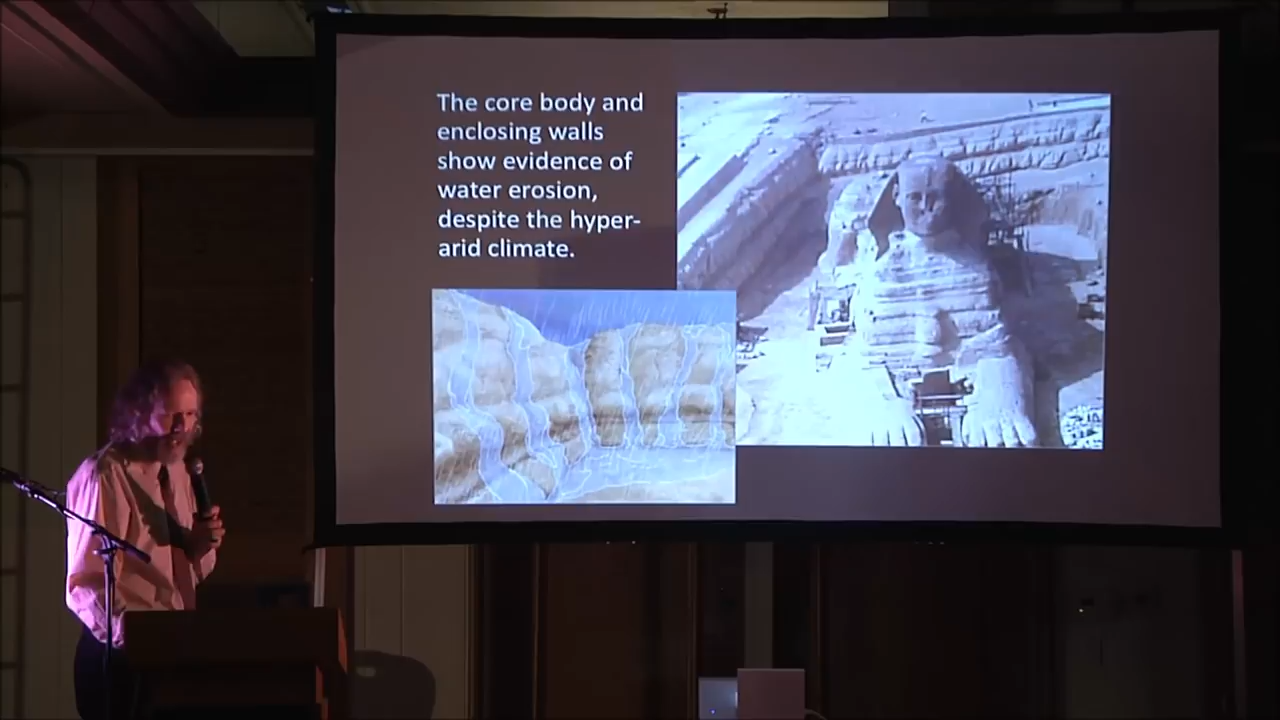 The core body and
enclosing walls
show evidence of
water erosion,
despite the hyper-
arid climate.